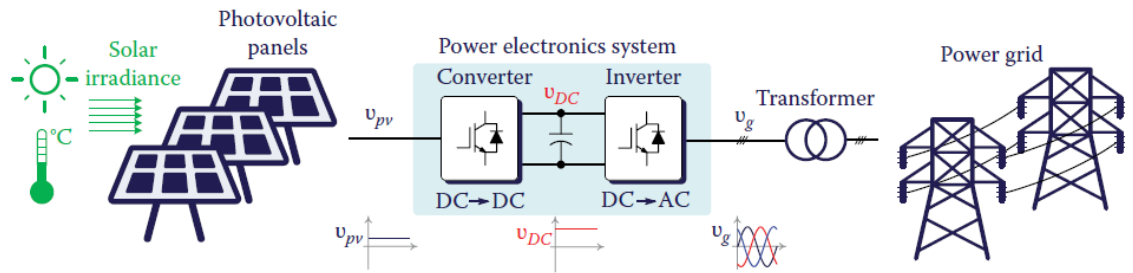 Photovoltaic
panels
Solar
irradiance
°C
Power electronics system
Converter
Inverter
υpv
υDC
υg
DC→DC
DC→AC
Transformer
Power grid
υpv
υDC
υg